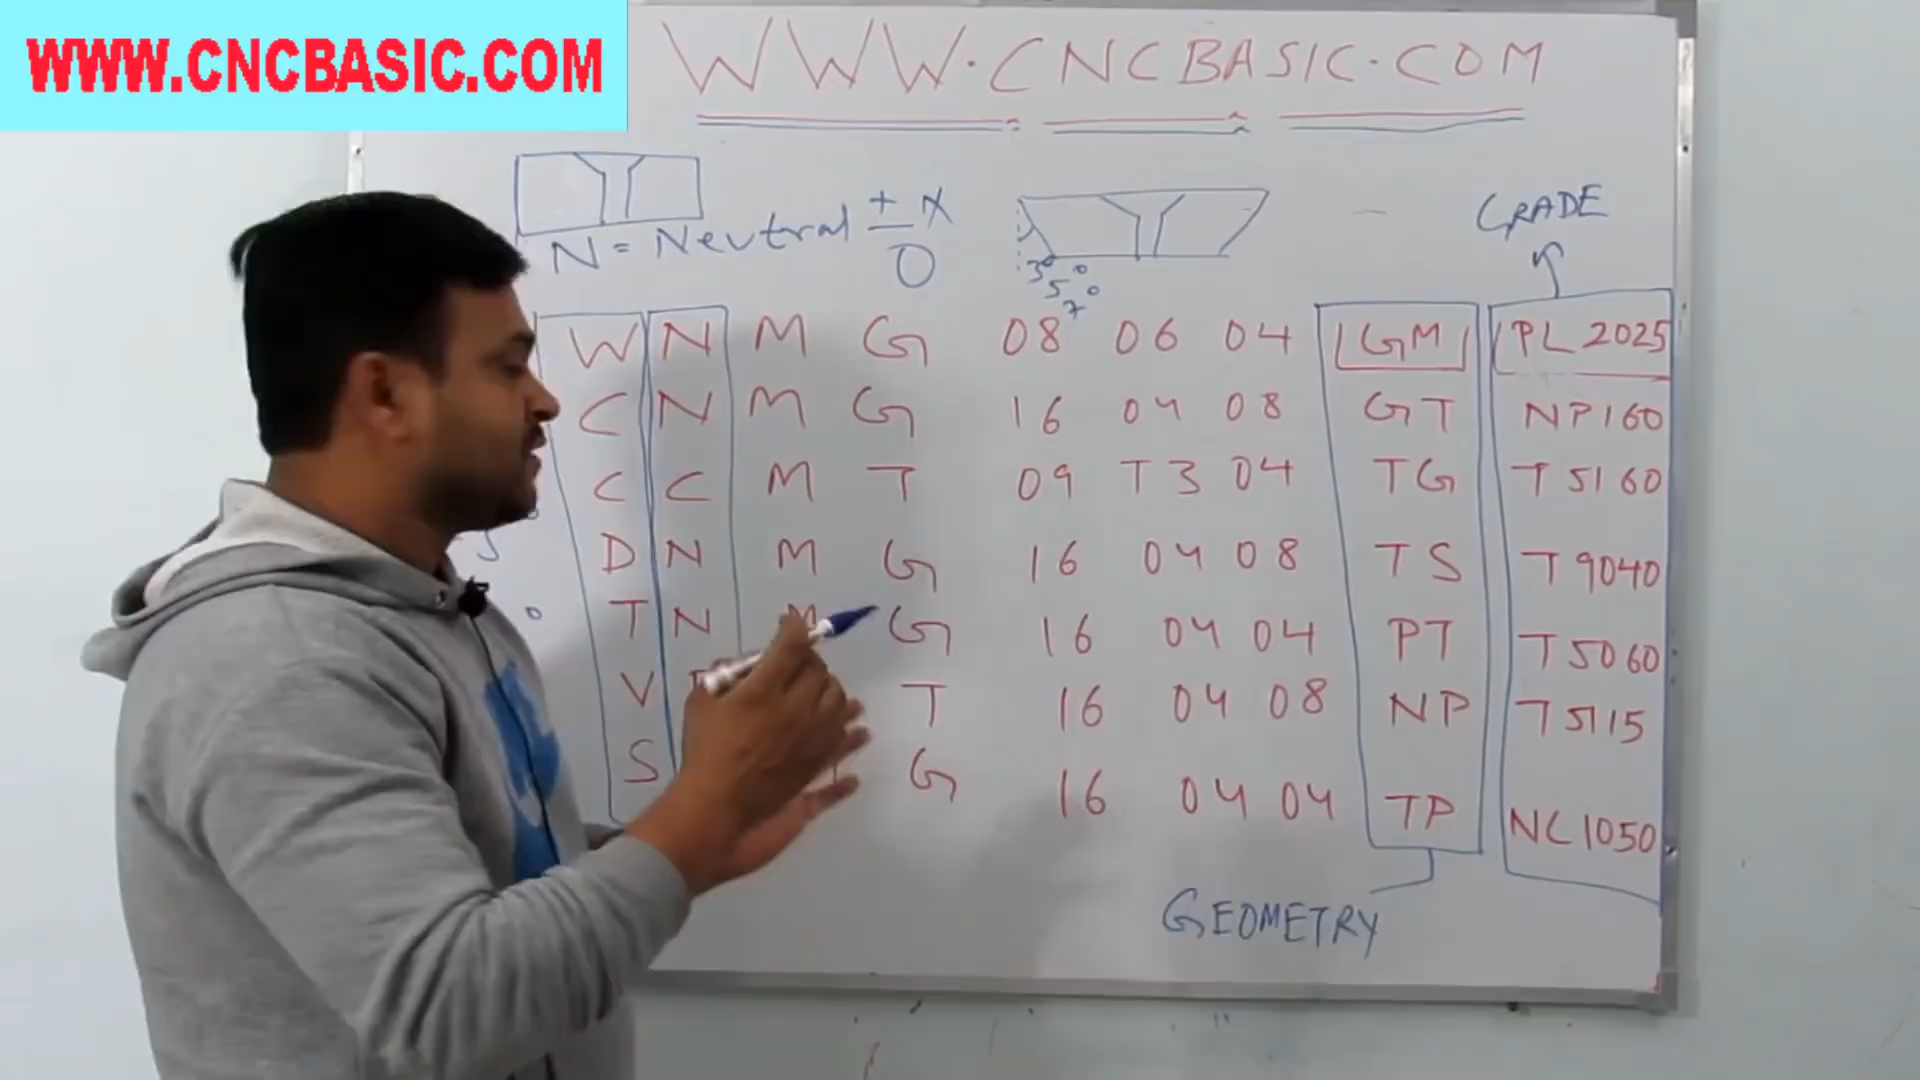 WWW.CNCBASIC.COM
WWW.CNCBASIC.COM
GRADE
N = Neutral ± X
0
3°
5°
7°
W N M G 08 06 04 GM PL 2025
C N M G 16 04 08 GT NP160
C C M T 09 T3 04 TG T5160
D N M G 16 04 08 TS T9040
T N M G 16 04 04 PT T5060
V T 16 04 08 NP T5115
S G 16 04 04 TP NC1050
GEOMETRY